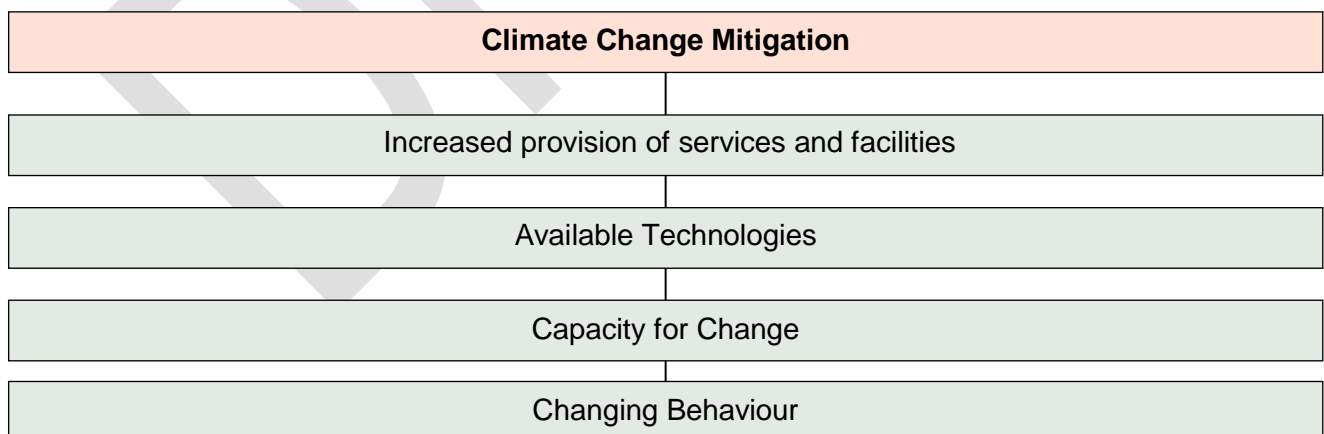 Climate Change Mitigation
Increased provision of services and facilities
Available Technologies
Capacity for Change
Changing Behaviour